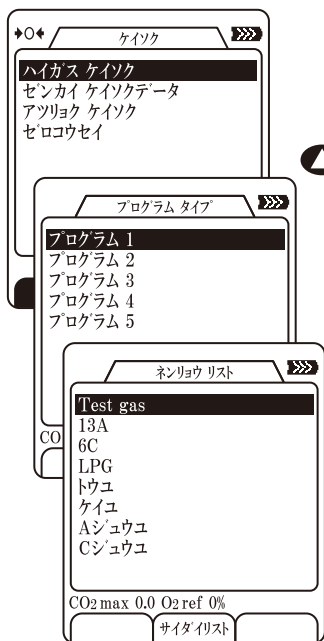 ケイソク
ハイガス ケイソク
ゼンカイ ケイソクデータ
アツリョク ケイソク
ゼロコウセイ
プログラム タイプ
プログラム 1
プログラム 2
プログラム 3
プログラム 4
プログラム 5
CO
ネンリョウ リスト
Test gas
13A
6C
LPG
トウユ
ケイユ
Aジュウユ
Cジュウユ
CO2 max 0.0 O2 ref 0%
サイダイリスト